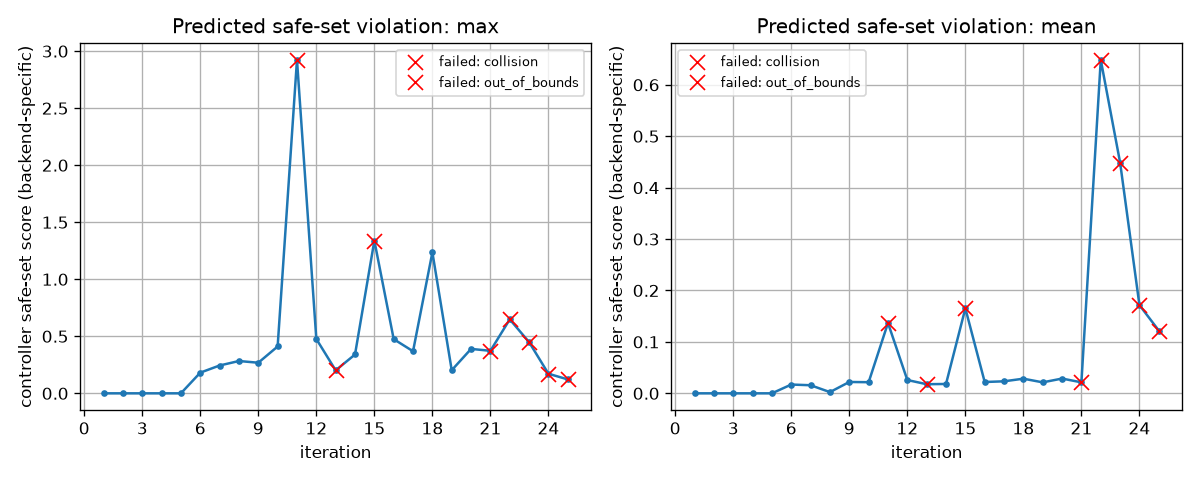 Predicted safe-set violation: max
controller safe-set score (backend-specific)
3.0
2.5
2.0
1.5
1.0
0.5
0.0
failed: collision
failed: out_of_bounds
0 3 6 9 12 15 18 21 24
iteration
Predicted safe-set violation: mean
controller safe-set score (backend-specific)
0.6
0.5
0.4
0.3
0.2
0.1
0.0
failed: collision
failed: out_of_bounds
0 3 6 9 12 15 18 21 24
iteration